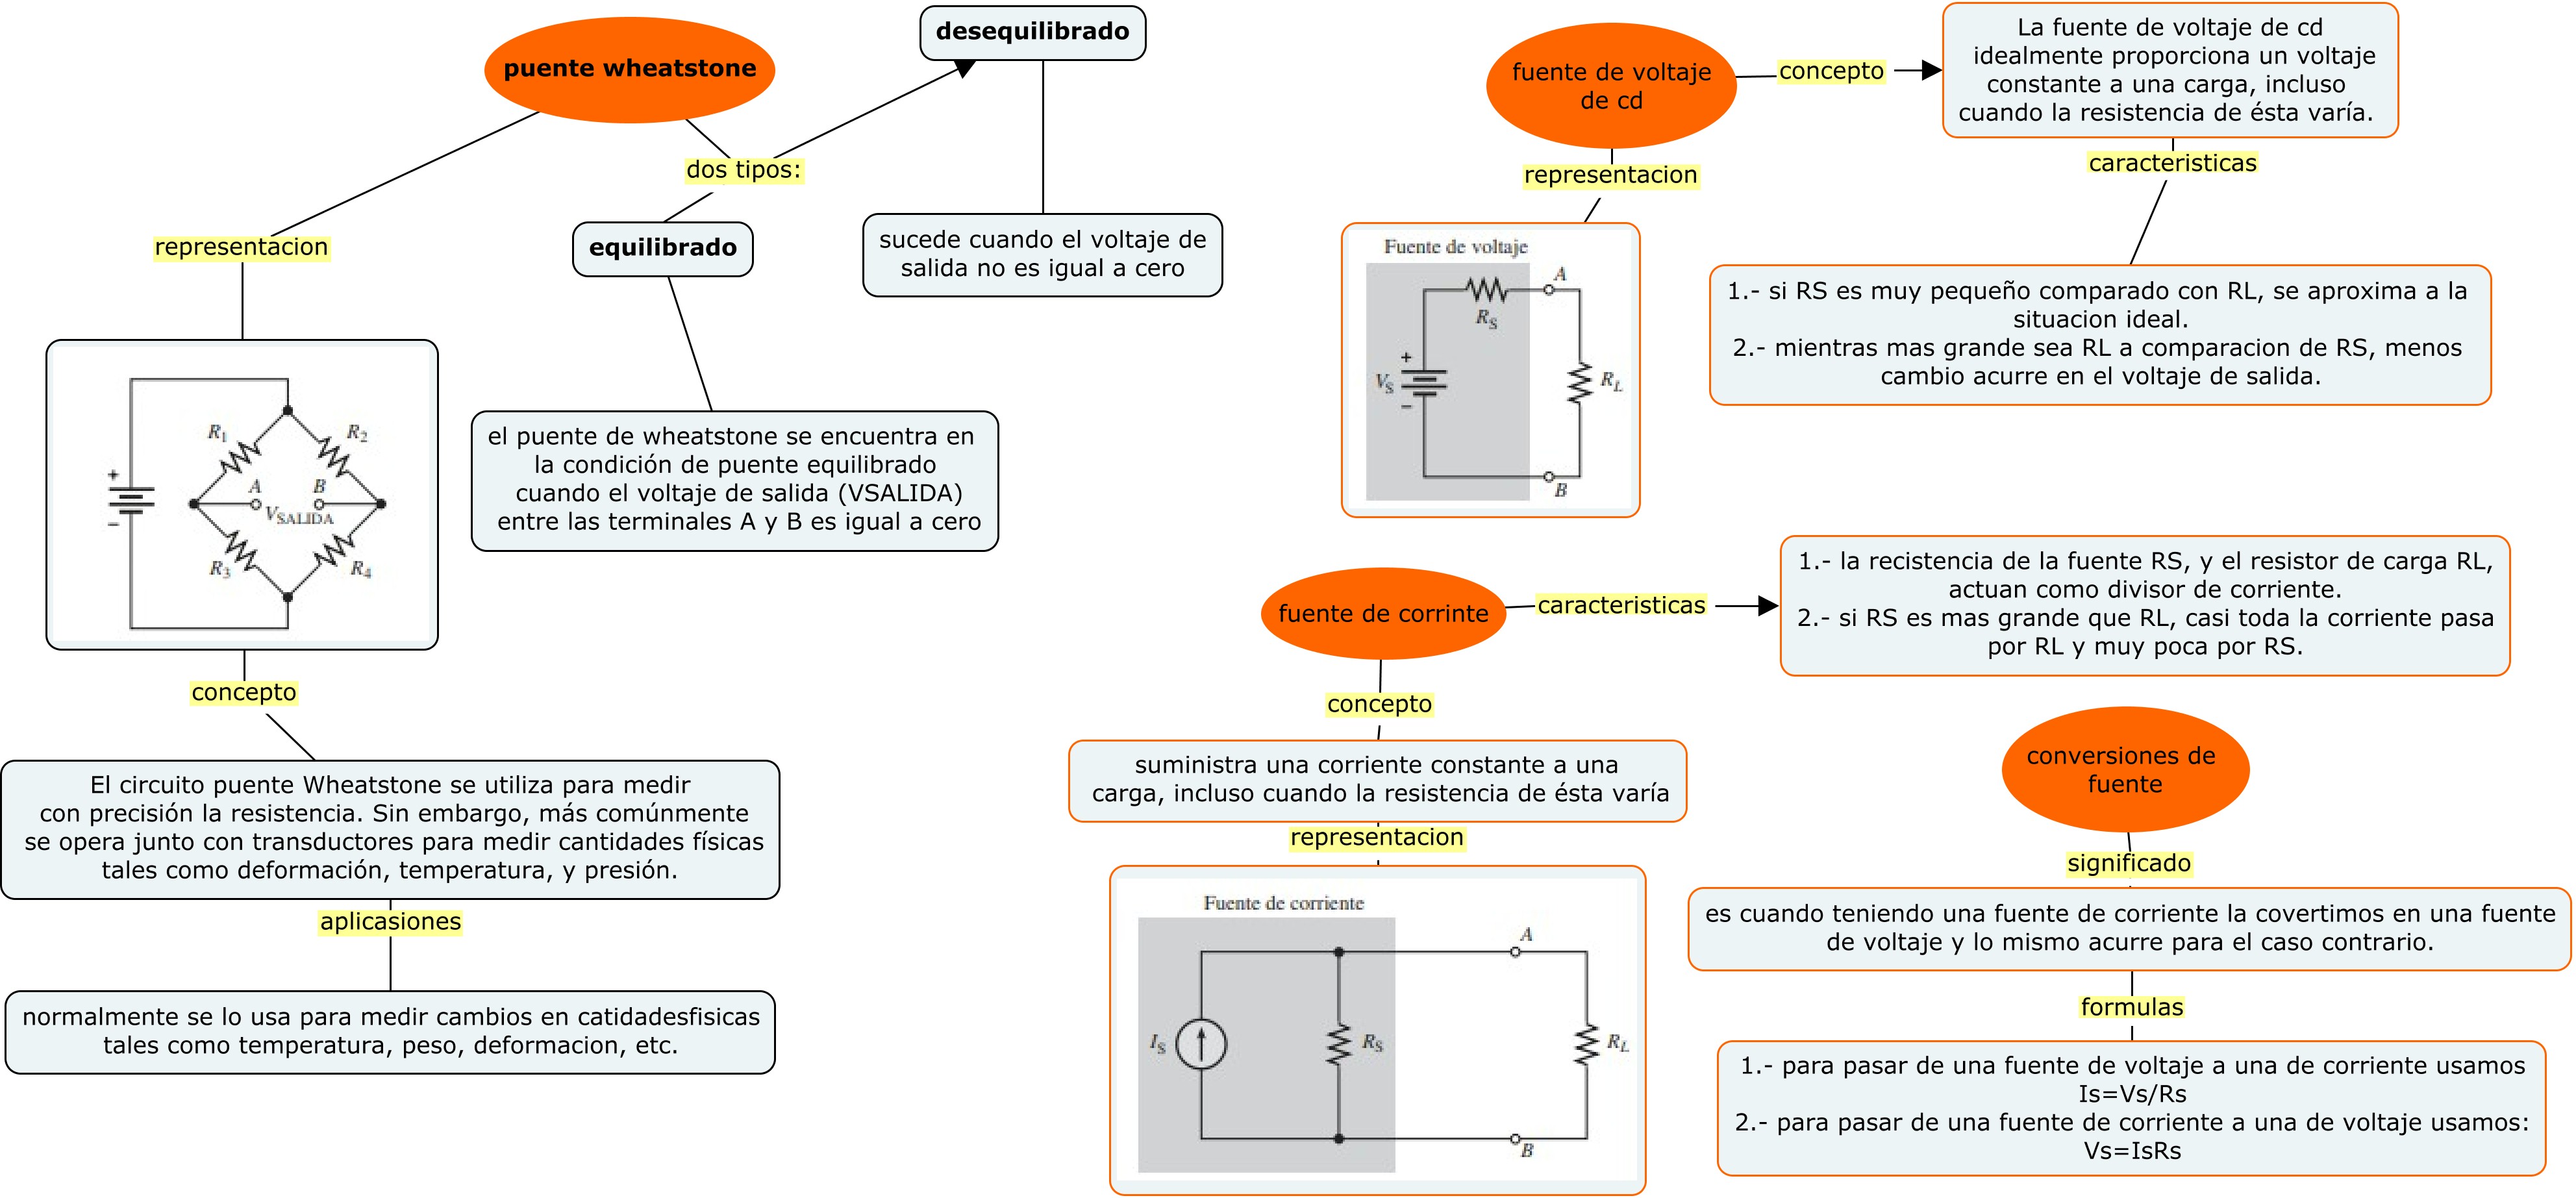 puente wheatstone
desequilibrado
dos tipos:
representacion
equilibrado
sucede cuando el voltaje de
salida no es igual a cero
R1
R2
+
A
B
VSALIDA
−
R3
R4
el puente de wheatstone se encuentra en
la condición de puente equilibrado
cuando el voltaje de salida (VSALIDA)
entre las terminales A y B es igual a cero
concepto
El circuito puente Wheatstone se utiliza para medir
con precisión la resistencia. Sin embargo, más comúnmente
se opera junto con transductores para medir cantidades físicas
tales como deformación, temperatura, y presión.
aplicasiones
normalmente se lo usa para medir cambios en catidadesfisicas
tales como temperatura, peso, deformacion, etc.
fuente de voltaje
de cd
concepto
La fuente de voltaje de cd
idealmente proporciona un voltaje
constante a una carga, incluso
cuando la resistencia de ésta varía.
representacion
caracteristicas
Fuente de voltaje
A
RS
+
VS
RL
−
B
1.- si RS es muy pequeño comparado con RL, se aproxima a la
situacion ideal.
2.- mientras mas grande sea RL a comparacion de RS, menos
cambio acurre en el voltaje de salida.
fuente de corrinte
caracteristicas
1.- la recistencia de la fuente RS, y el resistor de carga RL,
actuan como divisor de corriente.
2.- si RS es mas grande que RL, casi toda la corriente pasa
por RL y muy poca por RS.
concepto
suministra una corriente constante a una
carga, incluso cuando la resistencia de ésta varía
representacion
Fuente de corriente
A
IS
RS
RL
B
conversiones de
fuente
significado
es cuando teniendo una fuente de corriente la covertimos en una fuente
de voltaje y lo mismo acurre para el caso contrario.
formulas
1.- para pasar de una fuente de voltaje a una de corriente usamos
Is=Vs/Rs
2.- para pasar de una fuente de corriente a una de voltaje usamos:
Vs=IsRs